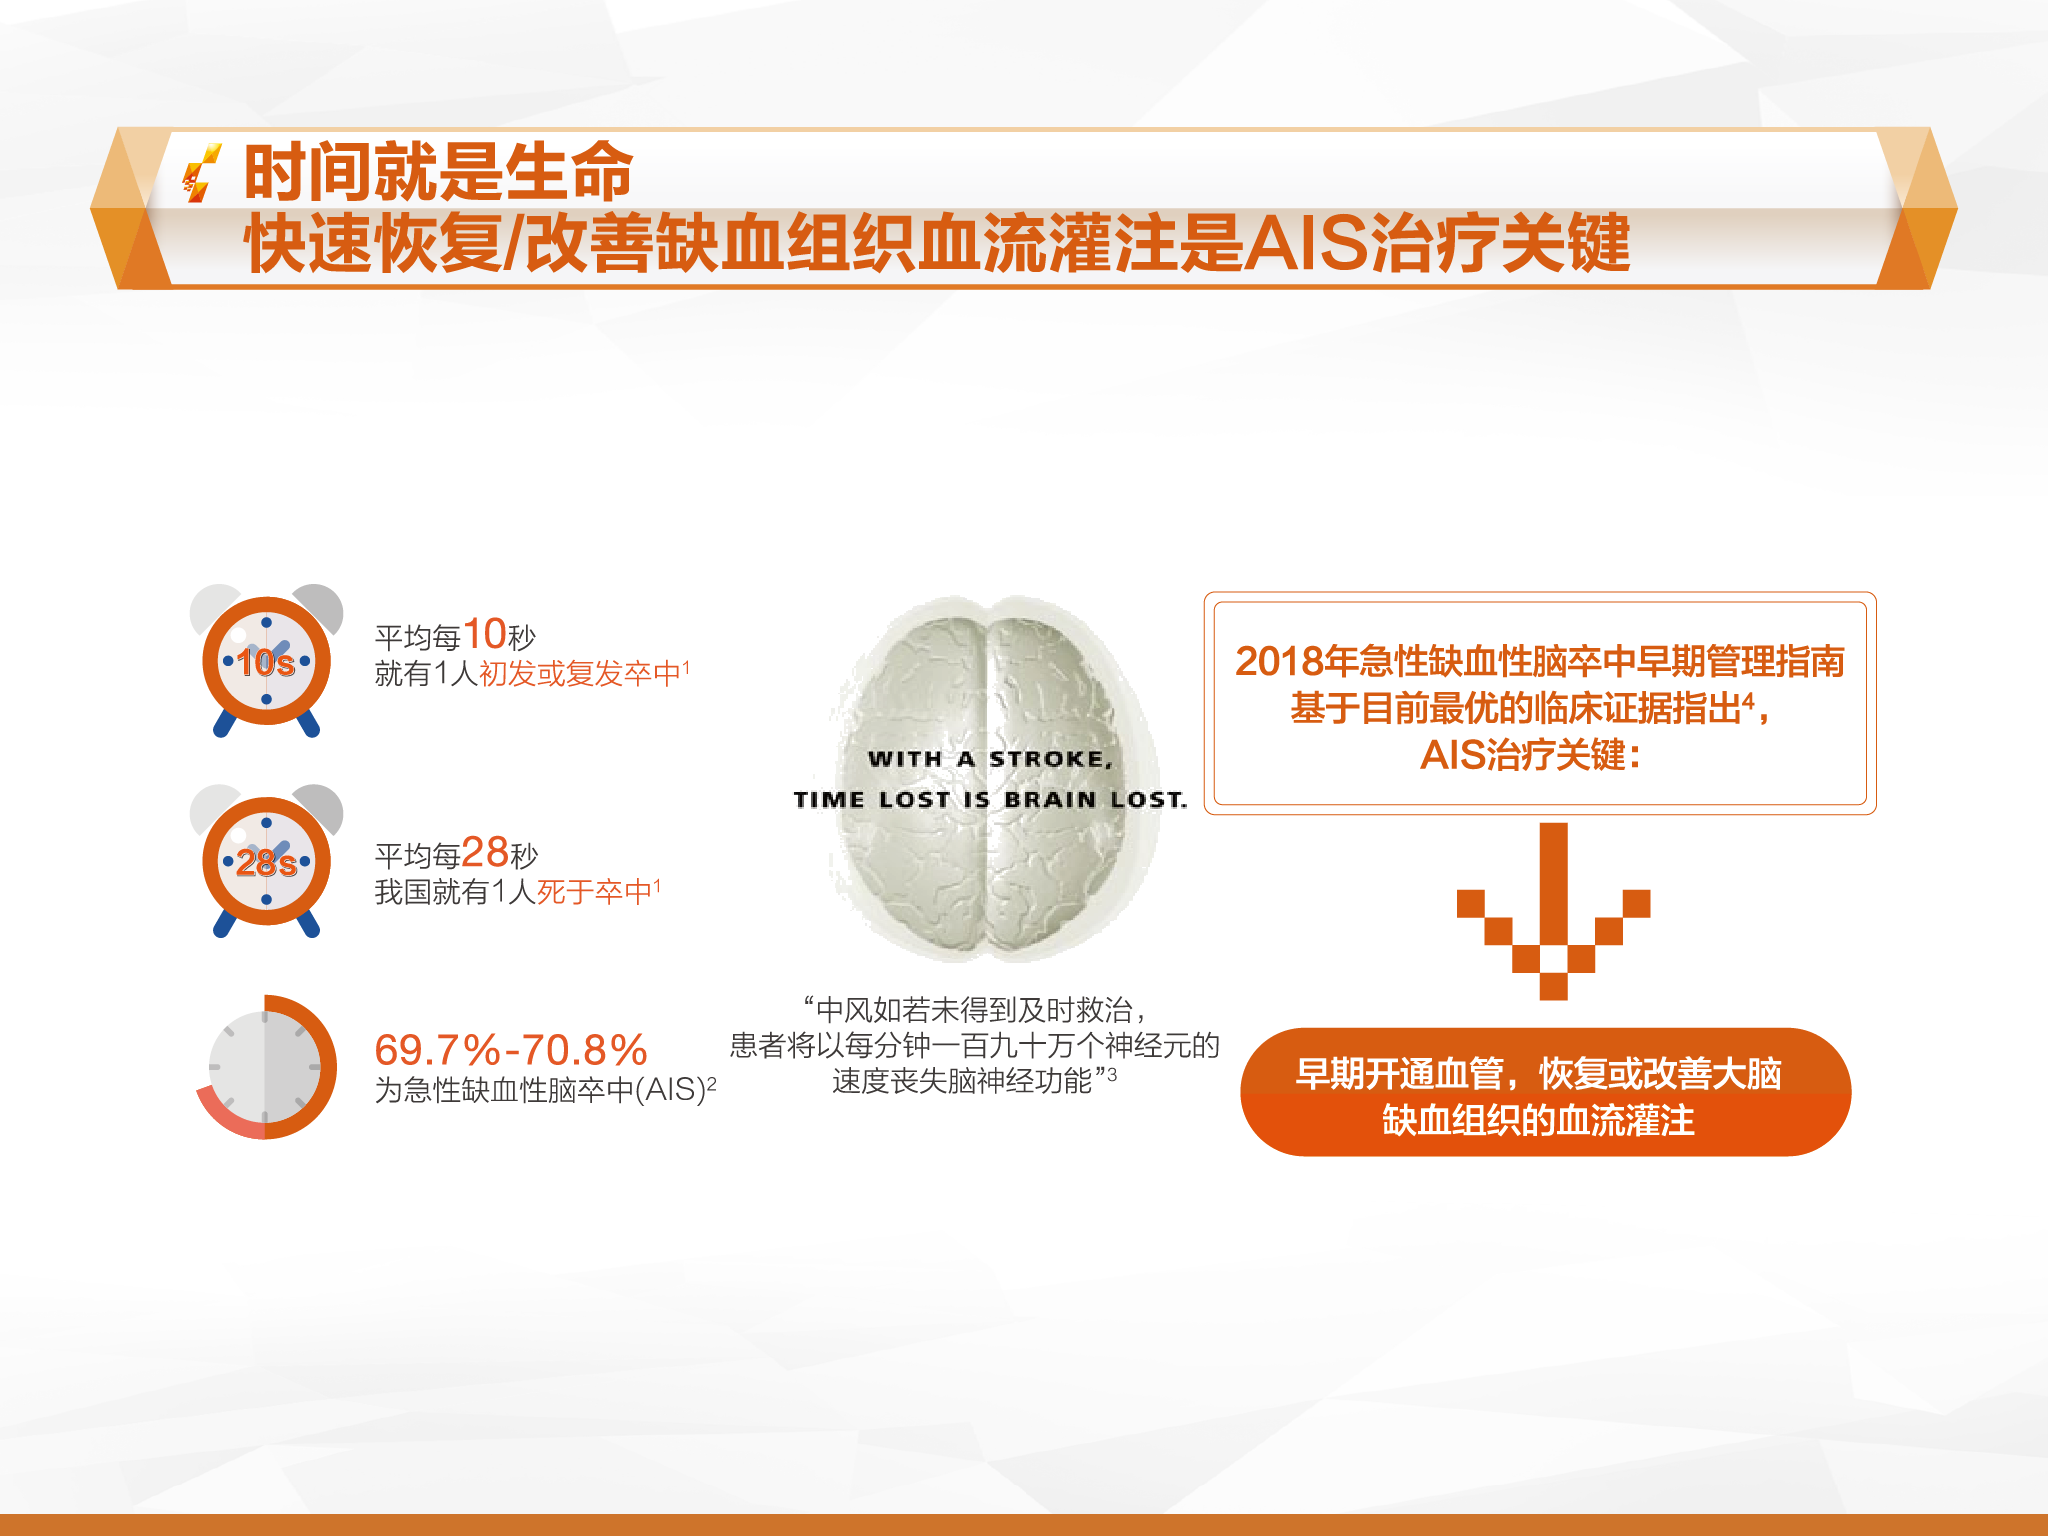 时间就是生命
快速恢复/改善缺血组织血流灌注是AIS治疗关键
10s
平均每10秒
就有1人初发或复发卒中1
28s
平均每28秒
我国就有1人死于卒中1
69.7%-70.8%
为急性缺血性脑卒中(AIS)2
WITH A STROKE,
TIME LOST IS BRAIN LOST.
“中风如若未得到及时救治，
患者将以每分钟一百九十万个神经元的
速度丧失脑神经功能”3
2018年急性缺血性脑卒中早期管理指南
基于目前最优的临床证据指出4，
AIS治疗关键：
早期开通血管，恢复或改善大脑
缺血组织的血流灌注